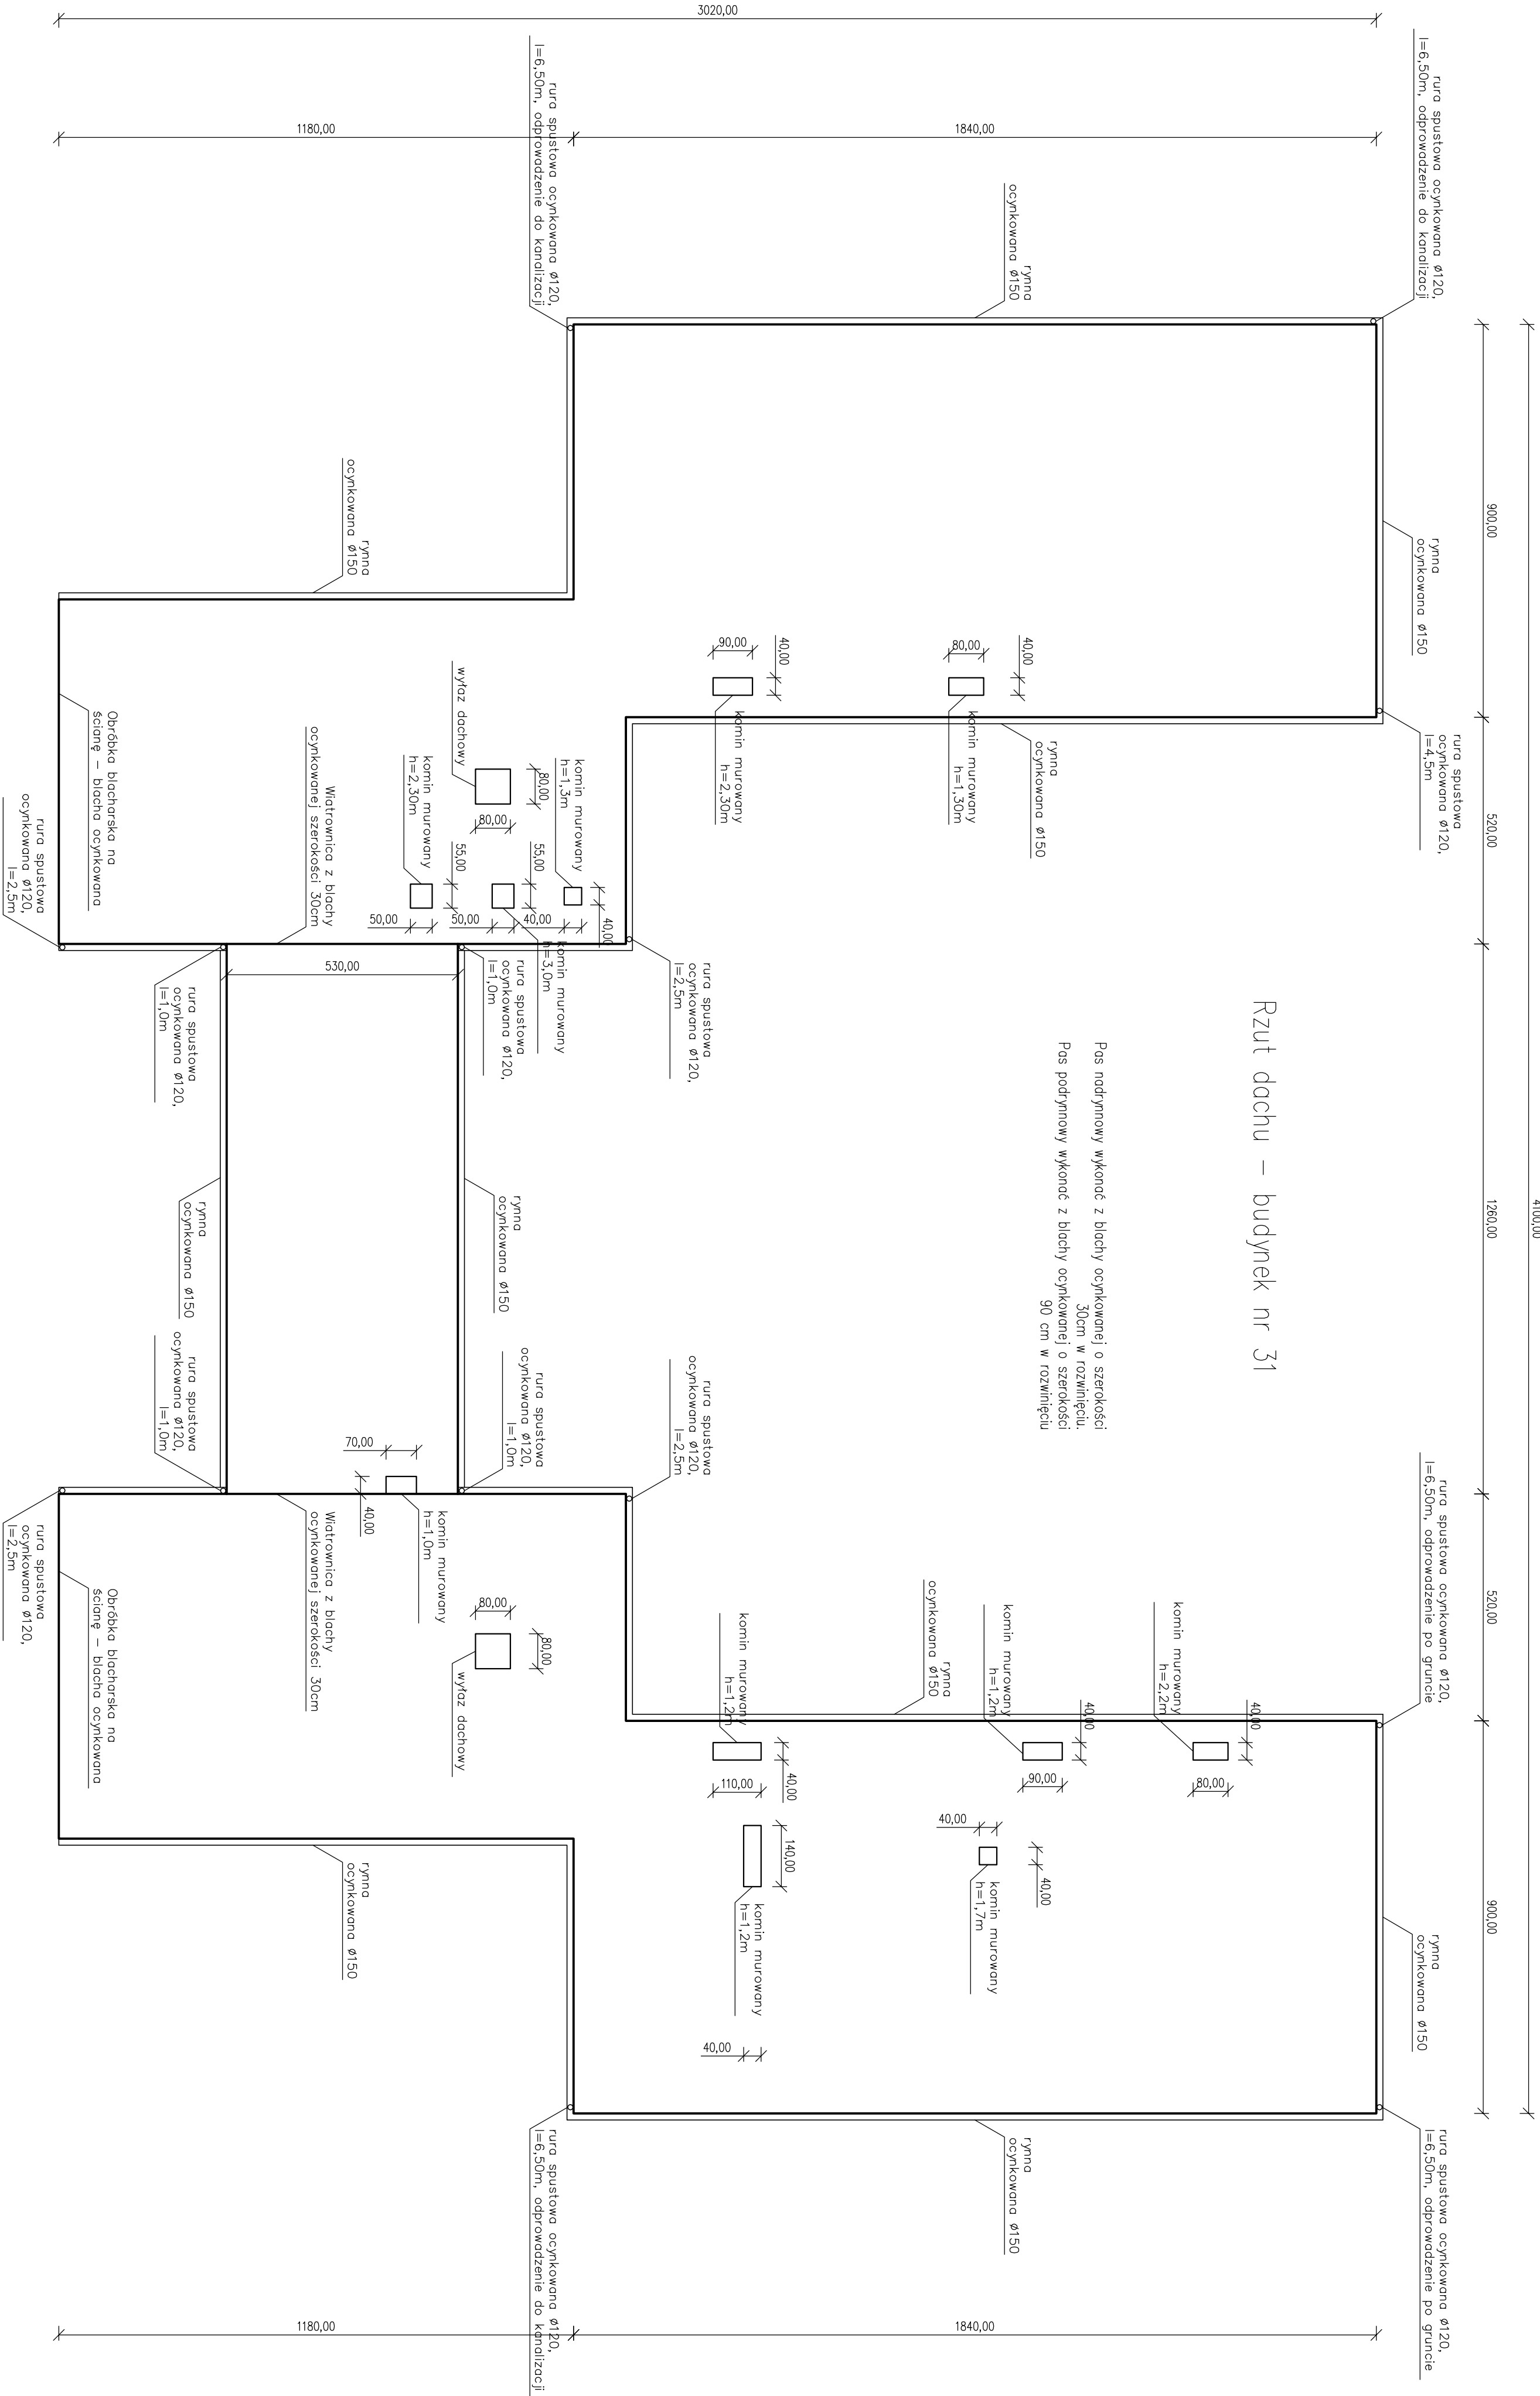 3020,00
1180,00
1840,00
rura spustowa ocynkowana ø120,
l=6,50m, odprowadzenie do kanalizacji
rura spustowa ocynkowana ø120,
l=6,50m, odprowadzenie do kanalizacji
rynna
ocynkowana ø150
4100,00
900,00
520,00
1260,00
520,00
900,00
rynna
ocynkowana ø150
rura spustowa
ocynkowana ø120,
l=4,5m
rynna
ocynkowana ø150
80,00
40,00
komin murowany
h=1,30m
90,00
40,00
komin murowany
h=2,30m
rynna
ocynkowana ø150
wyłaz dachowy
80,00
80,00
komin murowany
h=1,3m
40,00
40,00
komin murowany
h=2,30m
55,00
50,00
55,00
50,00
komin murowany
h=3,0m
Obróbka blacharska na
ścianę – blacha ocynkowana
Wiatrownica z blachy
ocynkowanej szerokości 30cm
rura spustowa
ocynkowana ø120,
l=2,5m
530,00
rura spustowa
ocynkowana ø120,
l=1,0m
rura spustowa
ocynkowana ø120,
l=1,0m
rura spustowa
ocynkowana ø120,
l=2,5m
Rzut dachu – budynek nr 31
Pas nadrynnowy wykonać z blachy ocynkowanej o szerokości
30cm w rozwinięciu.
Pas podrynnowy wykonać z blachy ocynkowanej o szerokości
90 cm w rozwinięciu
rynna
ocynkowana ø150
rynna
ocynkowana ø150
rura spustowa
ocynkowana ø120,
l=1,0m
rura spustowa
ocynkowana ø120,
l=1,0m
rura spustowa
ocynkowana ø120,
l=2,5m
70,00
40,00
komin murowany
h=1,0m
rura spustowa
ocynkowana ø120,
l=2,5m
Obróbka blacharska na
ścianę – blacha ocynkowana
Wiatrownica z blachy
ocynkowanej szerokości 30cm
80,00
80,00
wyłaz dachowy
rura spustowa ocynkowana ø120,
l=6,50m, odprowadzenie po gruncie
rynna
ocynkowana ø150
komin murowany
h=2,2m
40,00
80,00
komin murowany
h=1,2m
40,00
90,00
komin murowany
h=1,2m
40,00
110,00
40,00
40,00
komin murowany
h=1,7m
140,00
komin murowany
h=1,2m
40,00
rynna
ocynkowana ø150
rynna
ocynkowana ø150
rynna
ocynkowana ø150
rura spustowa ocynkowana ø120,
l=6,50m, odprowadzenie po gruncie
rura spustowa ocynkowana ø120,
l=6,50m, odprowadzenie do kanalizacji
1180,00
1840,00